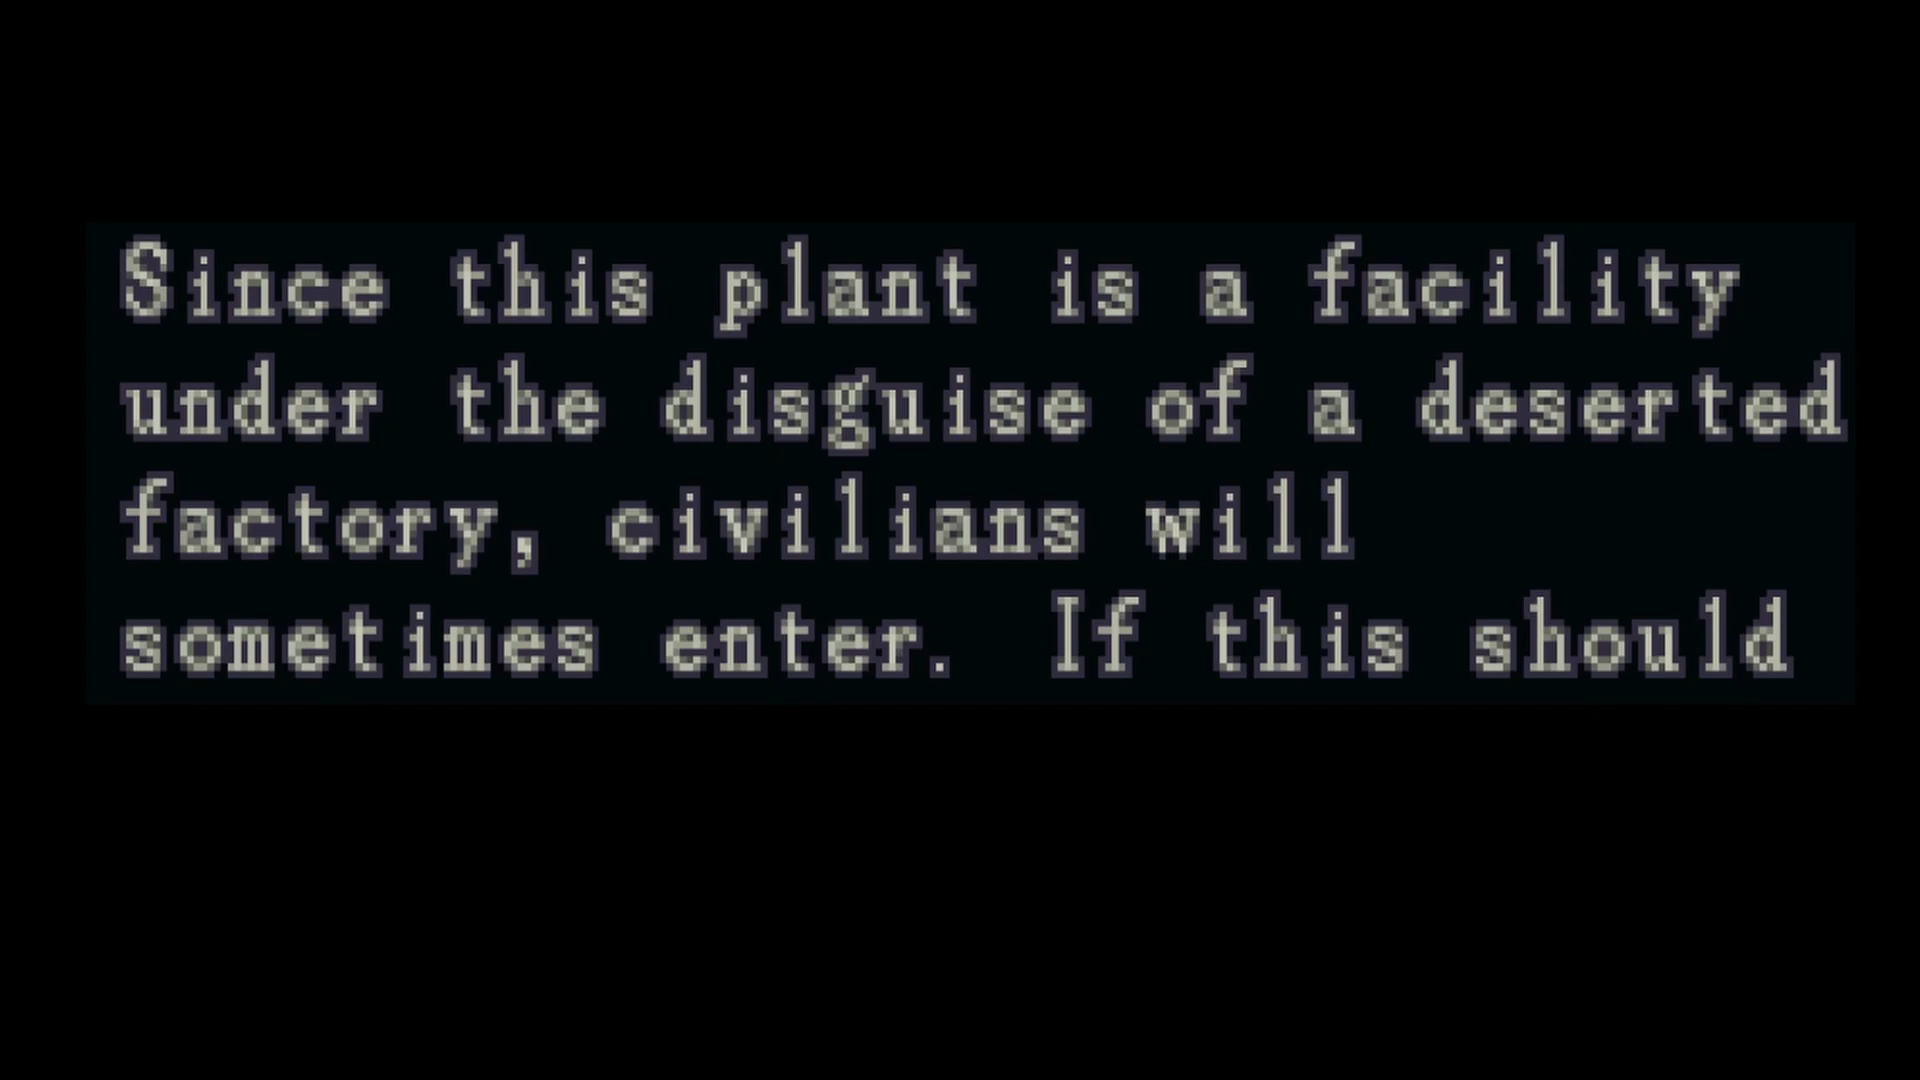 Since this plant is a facility
under the disguise of a deserted
factory, civilians will
sometimes enter. If this should